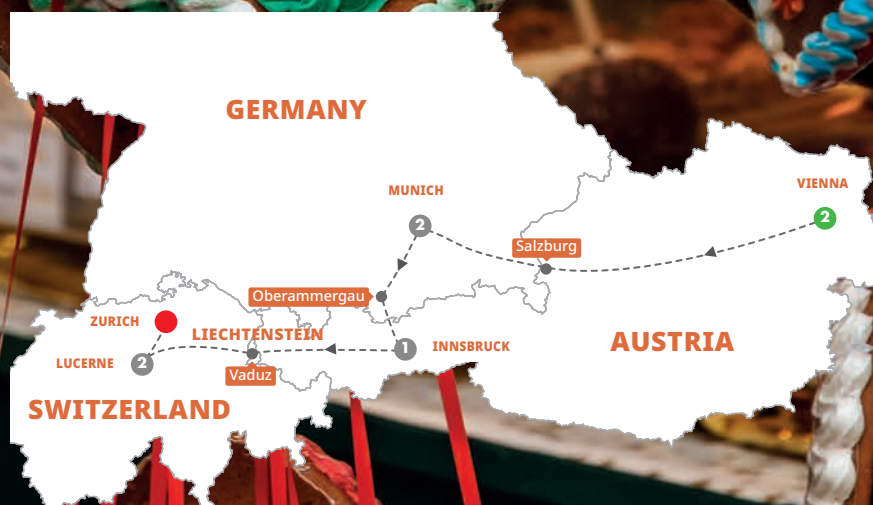 GERMANY
MUNICH
VIENNA
2
2
Salzburg
Oberammergau
ZURICH
LIECHTENSTEIN
INNSBRUCK
1
AUSTRIA
LUCERNE
2
Vaduz
SWITZERLAND